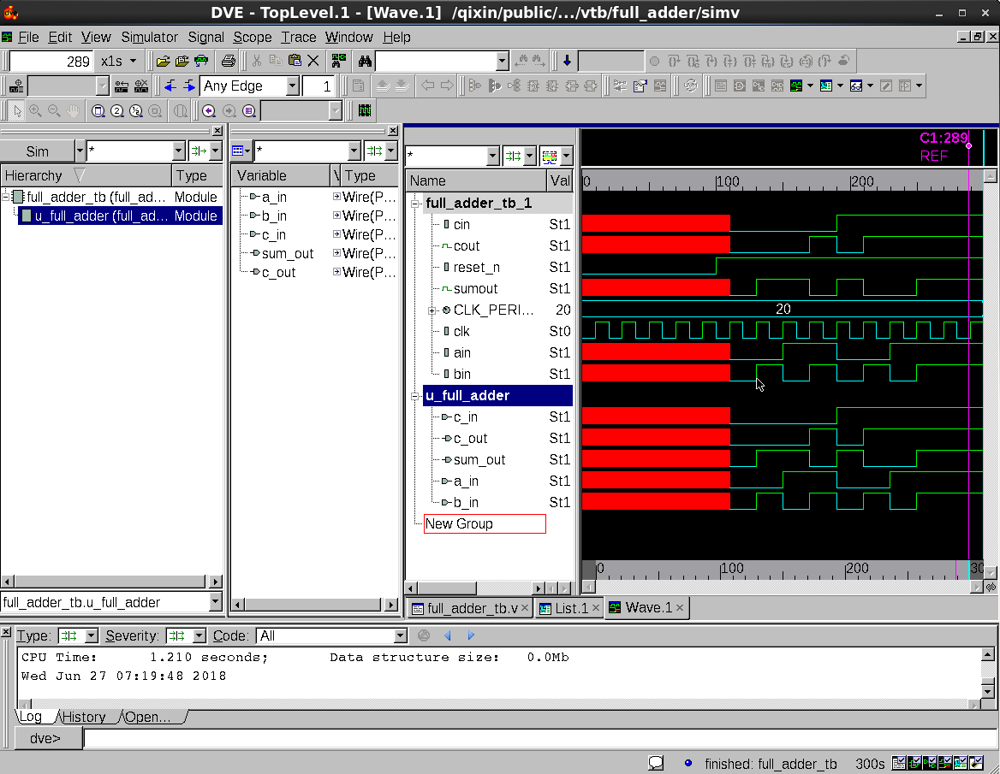 DVE - TopLevel.1 - [Wave.1]  /qixin/public/.../vtb/full_adder/simv
File Edit View Simulator Signal Scope Trace Window Help
289 x1s
Any Edge 1
Sim * * *
Hierarchy Type Variable Type Name Val
full_adder_tb (full_ad... Module
u_full_adder (full_ad... Module
a_in Wire(P...
b_in Wire(P...
c_in Wire(P...
sum_out Wire(P...
c_out Wire(P...
full_adder_tb_1
cin St1
cout St1
reset_n St1
sumout St1
CLK_PERI... 20
clk St0
ain St1
bin St1
u_full_adder
c_in St1
c_out St1
sum_out St1
a_in St1
b_in St1
New Group
C1:289
REF
0 100 200
20
0 100 200 30
full_adder_tb.u_full_adder
full_adder_tb.v List.1 Wave.1
Type: Severity: Code: All
CPU Time: 1.210 seconds; Data structure size: 0.0Mb
Wed Jun 27 07:19:48 2018
Log History Open...
dve>
finished: full_adder_tb 300s